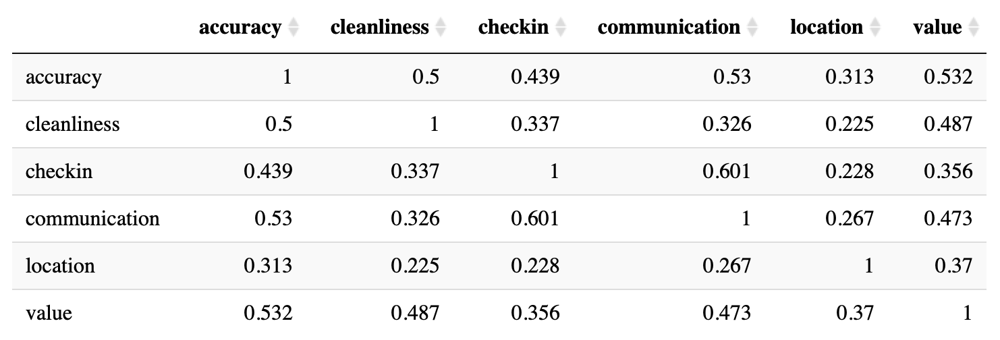 accuracy cleanliness checkin communication location value
accuracy 1 0.5 0.439 0.53 0.313 0.532
cleanliness 0.5 1 0.337 0.326 0.225 0.487
checkin 0.439 0.337 1 0.601 0.228 0.356
communication 0.53 0.326 0.601 1 0.267 0.473
location 0.313 0.225 0.228 0.267 1 0.37
value 0.532 0.487 0.356 0.473 0.37 1